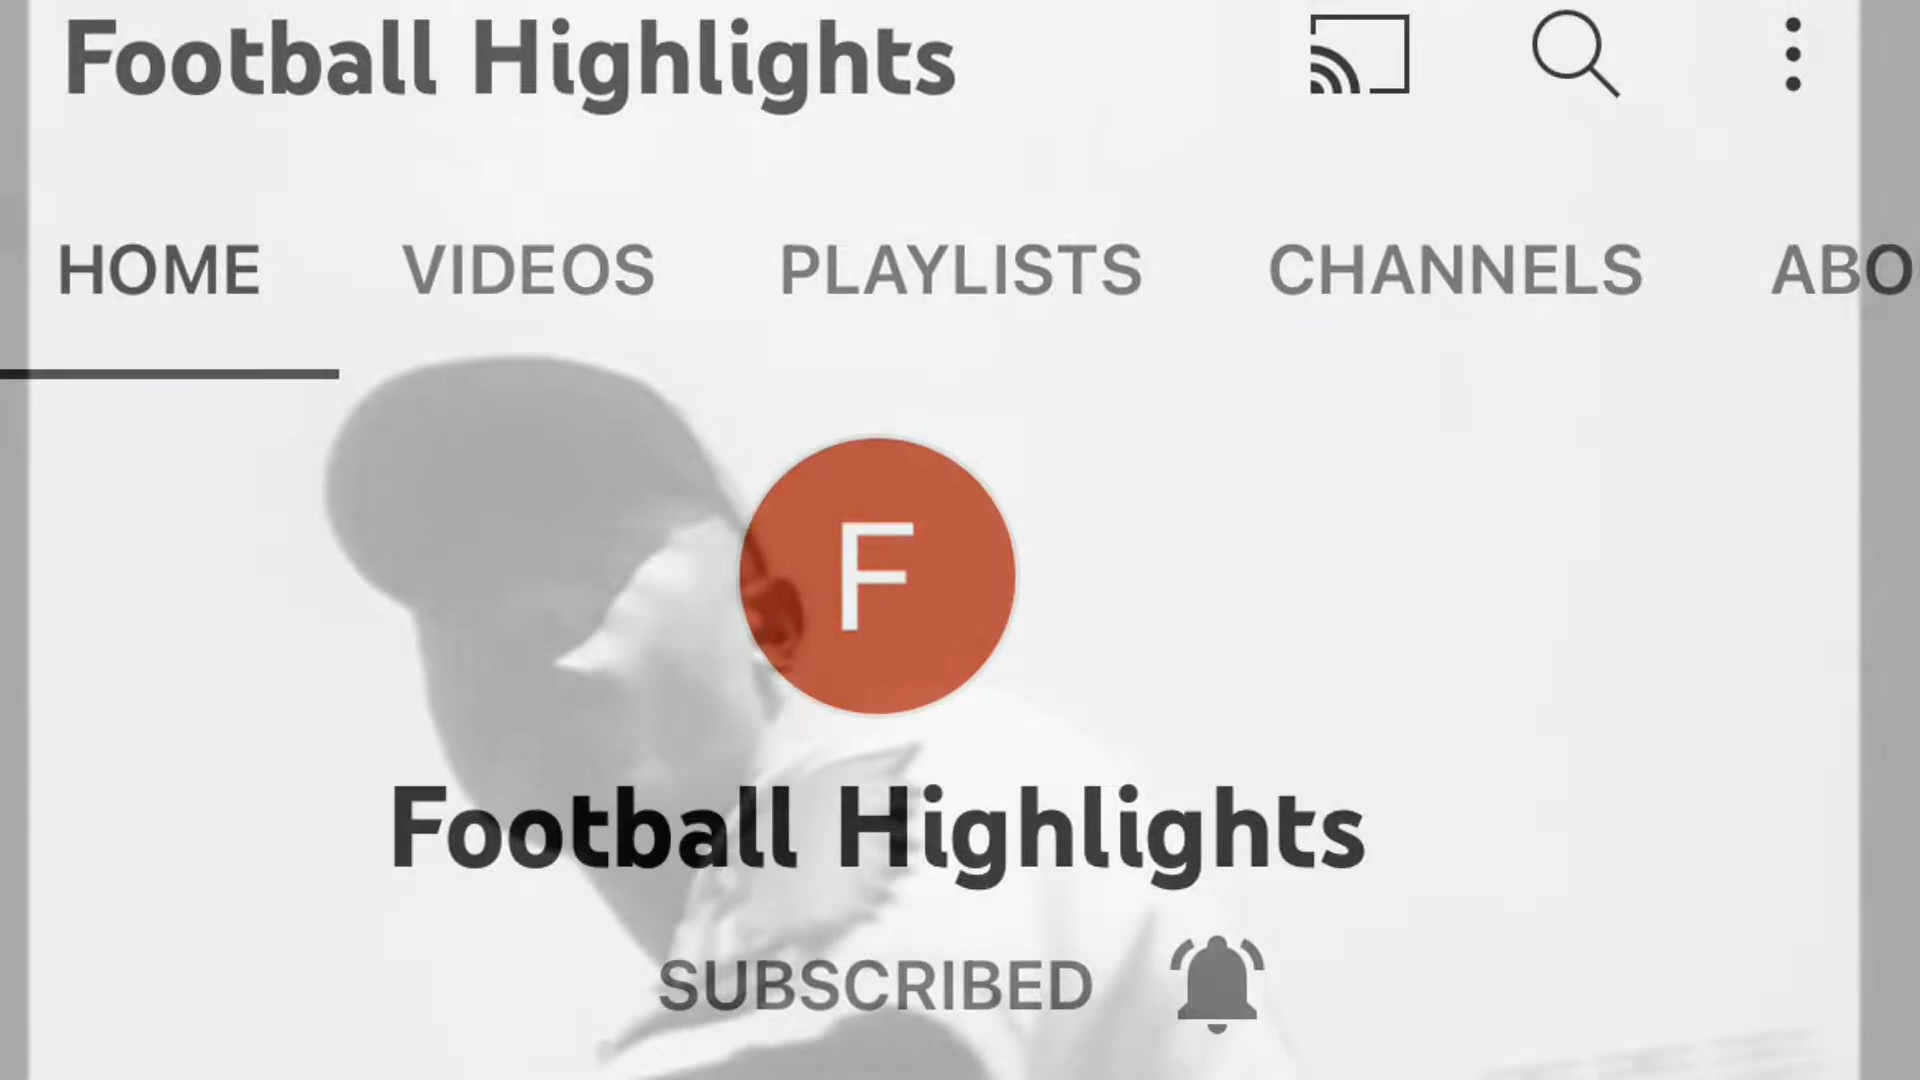 Football Highlights
HOME VIDEOS PLAYLISTS CHANNELS ABO
F
Football Highlights
SUBSCRIBED